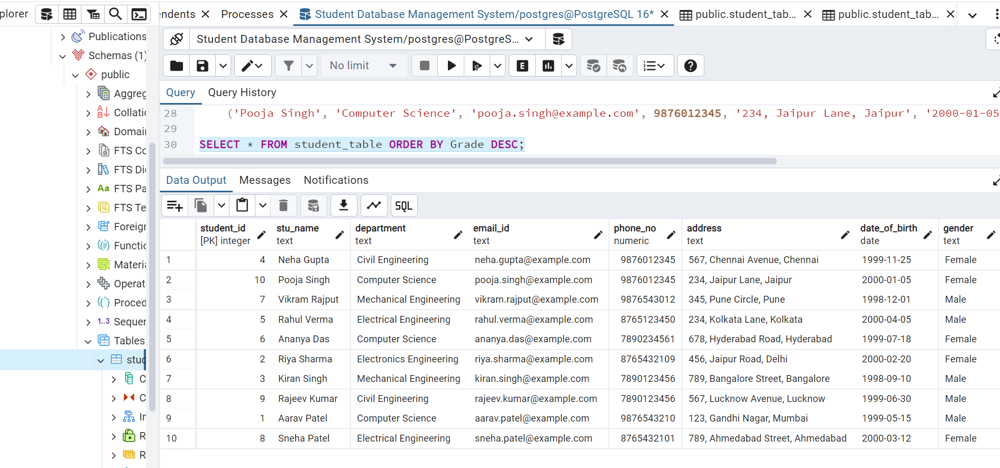 plorer
endents
Processes
Student Database Management System/postgres@PostgreSQL 16*
public.student_tab...
public.student_tab...
Student Database Management System/postgres@PostgreS...
No limit
E
Query Query History
28 ('Pooja Singh', 'Computer Science', 'pooja.singh@example.com', 9876012345, '234, Jaipur Lane, Jaipur', '2000-01-05
29
30 SELECT * FROM student_table ORDER BY Grade DESC;
Data Output Messages Notifications
SQL
student_id stu_name department email_id phone_no address date_of_birth gender
[PK] integer text text text numeric text date text
1 4 Neha Gupta Civil Engineering neha.gupta@example.com 9876012345 567, Chennai Avenue, Chennai 1999-11-25 Female
2 10 Pooja Singh Computer Science pooja.singh@example.com 9876012345 234, Jaipur Lane, Jaipur 2000-01-05 Female
3 7 Vikram Rajput Mechanical Engineering vikram.rajput@example.com 9876543012 345, Pune Circle, Pune 1998-12-01 Male
4 5 Rahul Verma Electrical Engineering rahul.verma@example.com 8765123450 234, Kolkata Lane, Kolkata 2000-04-05 Male
5 6 Ananya Das Computer Science ananya.das@example.com 7890234561 678, Hyderabad Road, Hyderabad 1999-07-18 Female
6 2 Riya Sharma Electronics Engineering riya.sharma@example.com 8765432109 456, Jaipur Road, Delhi 2000-02-20 Female
7 3 Kiran Singh Mechanical Engineering kiran.singh@example.com 7890123456 789, Bangalore Street, Bangalore 1998-09-10 Male
8 9 Rajeev Kumar Civil Engineering rajeev.kumar@example.com 7890123456 567, Lucknow Avenue, Lucknow 1999-06-30 Male
9 1 Aarav Patel Computer Science aarav.patel@example.com 9876543210 123, Gandhi Nagar, Mumbai 1999-05-15 Male
10 8 Sneha Patel Electrical Engineering sneha.patel@example.com 8765432101 789, Ahmedabad Street, Ahmedabad 2000-03-12 Female
Publications
Schemas (1)
public
Aggreg
Collatic
Domai
FTS Co
FTS Di
Aa FTS Pa
FTS Te
Foreig
Functio
Materia
Operat
Proced
1..3 Sequer
Tables
stud
C
C
Ir
R
R